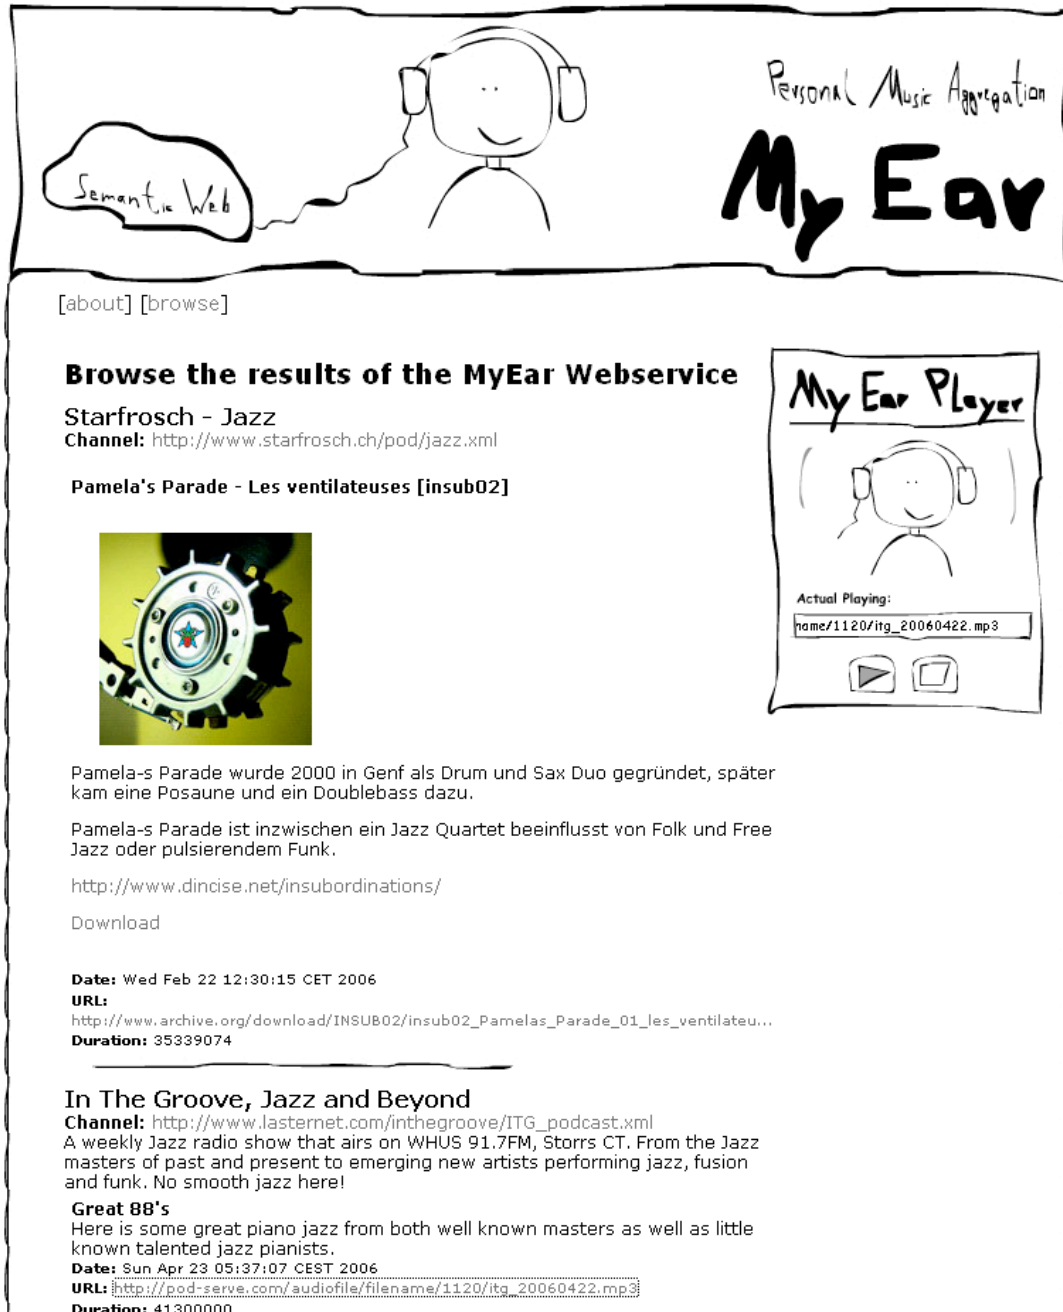 Personal Music Aggregation
My Ear
Semantic Web
[about] [browse]
Browse the results of the MyEar Webservice
Starfrosch - Jazz
Channel: http://www.starfrosch.ch/pod/jazz.xml
Pamela's Parade - Les ventilateuses [insub02]
Pamela-s Parade wurde 2000 in Genf als Drum und Sax Duo gegründet, später
kam eine Posaune und ein Doublebass dazu.
Pamela-s Parade ist inzwischen ein Jazz Quartet beeinflusst von Folk und Free
Jazz oder pulsierendem Funk.
http://www.dincise.net/insubordinations/
Download
Date: Wed Feb 22 12:30:15 CET 2006
URL:
http://www.archive.org/download/INSUB02/insub02_Pamelas_Parade_01_les_ventilateu...
Duration: 35339074
In The Groove, Jazz and Beyond
Channel: http://www.lasternet.com/inthegroove/ITG_podcast.xml
A weekly Jazz radio show that airs on WHUS 91.7FM, Storrs CT. From the Jazz
masters of past and present to emerging new artists performing jazz, fusion
and funk. No smooth jazz here!
Great 88's
Here is some great piano jazz from both well known masters as well as little
known talented jazz pianists.
Date: Sun Apr 23 05:37:07 CEST 2006
URL: http://pod-serve.com/audiofile/filename/1120/itg_20060422.mp3
Duration: 41300000
My Ear Player
Actual Playing:
name/1120/itg_20060422.mp3